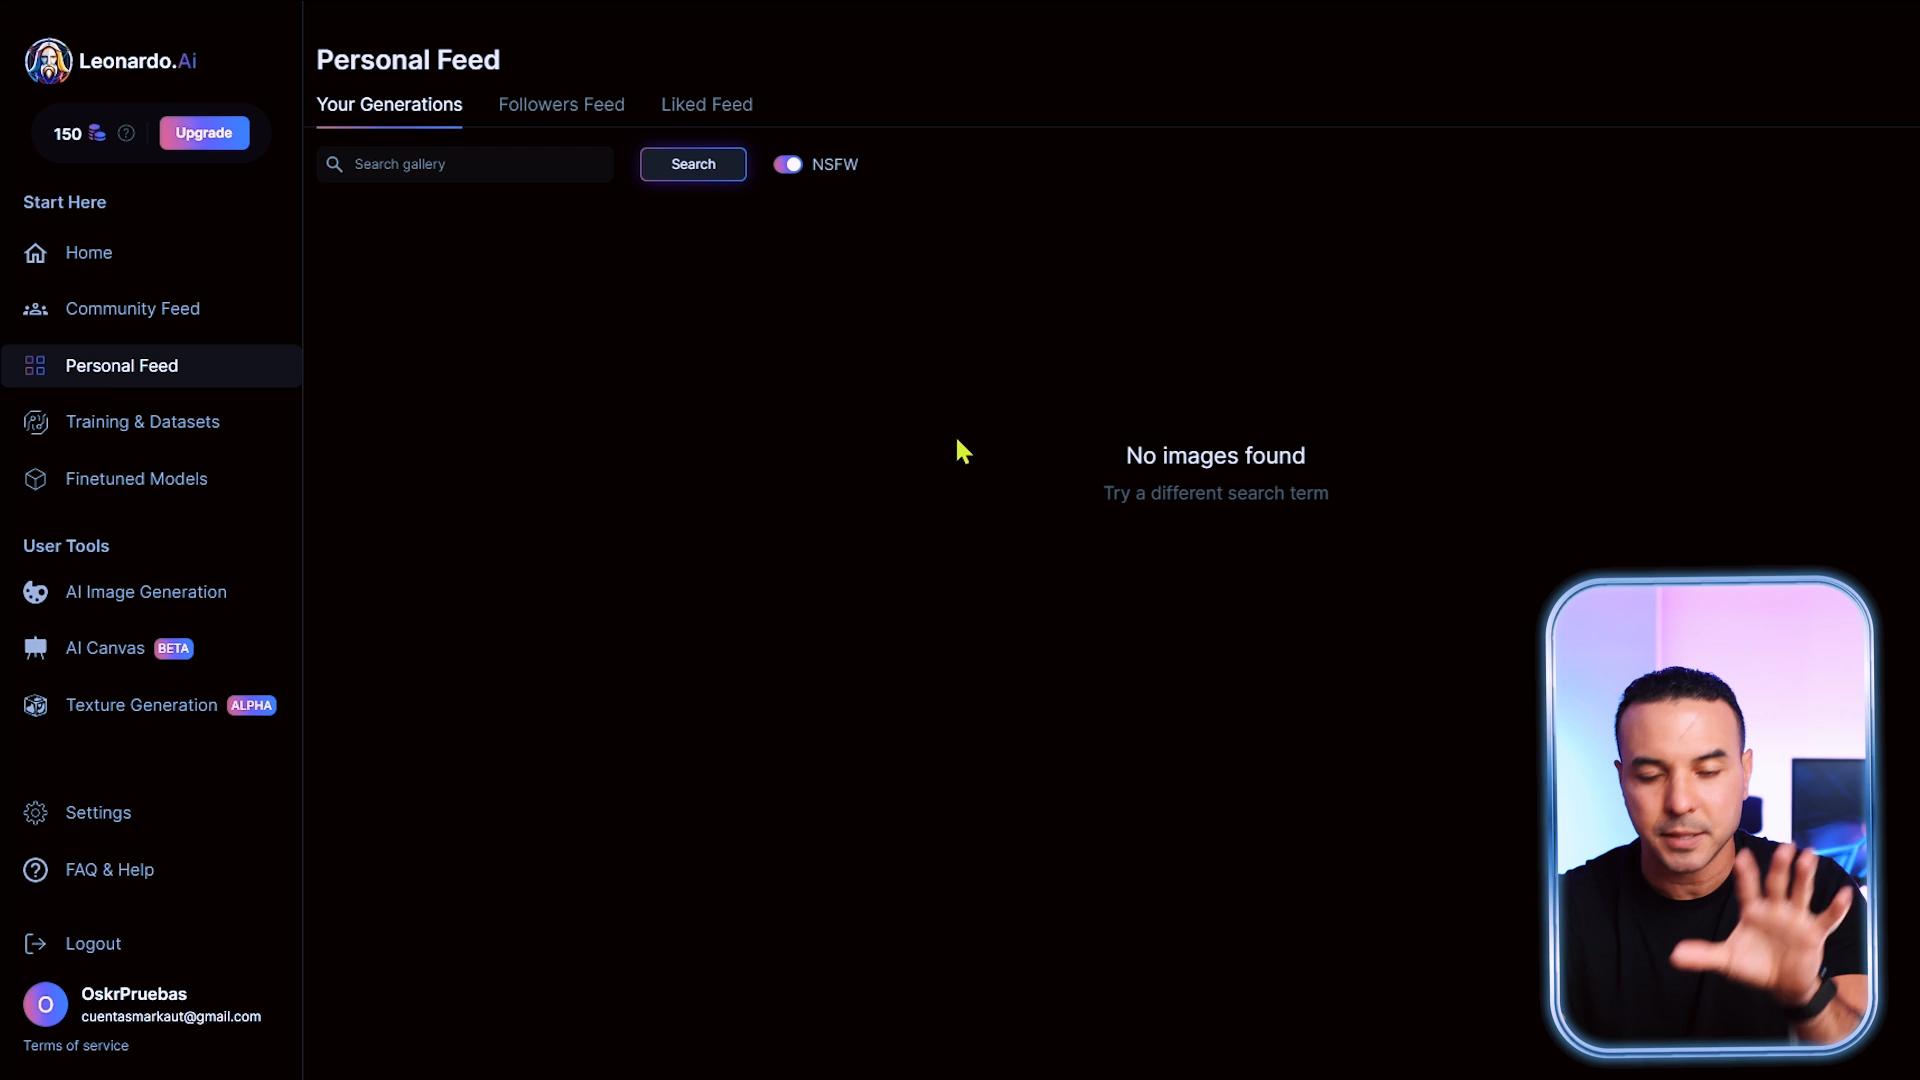 Leonardo.Ai
150
Upgrade
Start Here
Home
Community Feed
Personal Feed
Training & Datasets
Finetuned Models
User Tools
AI Image Generation
AI Canvas BETA
Texture Generation ALPHA
Settings
FAQ & Help
Logout
O
OskrPruebas
cuentasmarkaut@gmail.com
Terms of service
Personal Feed
Your Generations Followers Feed Liked Feed
Search gallery Search NSFW
No images found
Try a different search term